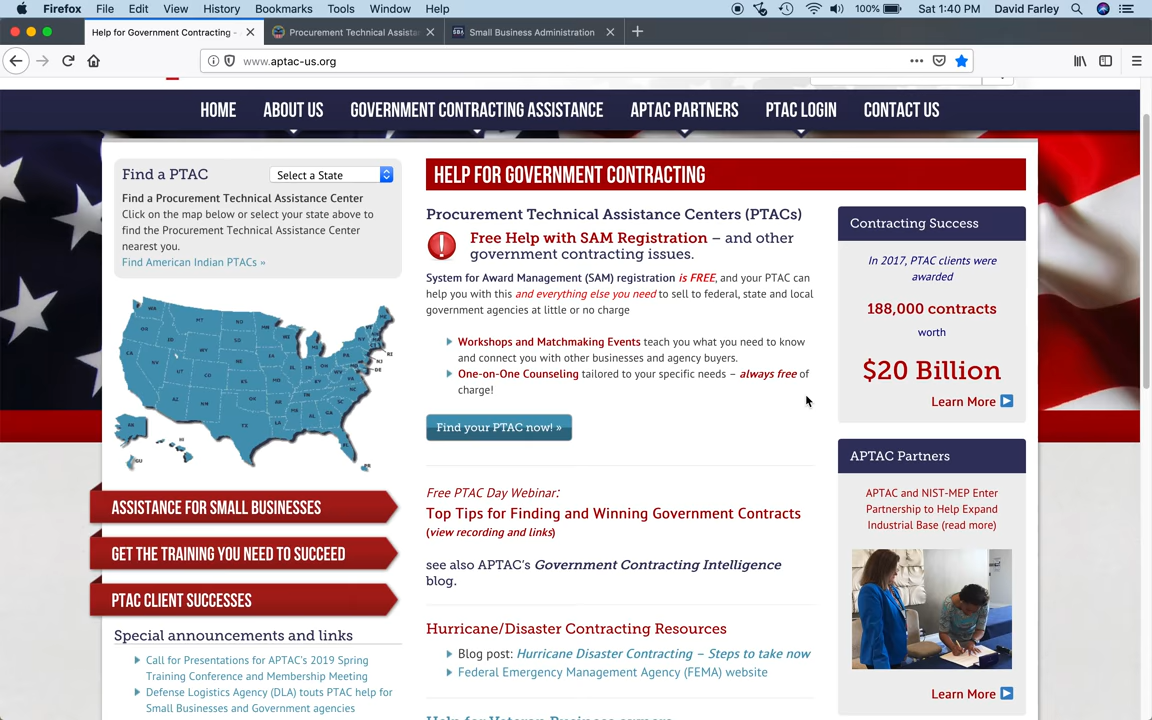 Firefox File Edit View History Bookmarks Tools Window Help 100% Sat 1:40 PM David Farley
Help for Government Contracting - Procurement Technical Assista Small Business Administration
www.aptac-us.org
HOME ABOUT US GOVERNMENT CONTRACTING ASSISTANCE APTAC PARTNERS PTAC LOGIN CONTACT US
Find a PTAC Select a State
Find a Procurement Technical Assistance Center
Click on the map below or select your state above to
find the Procurement Technical Assistance Center
nearest you.
Find American Indian PTACs »
ASSISTANCE FOR SMALL BUSINESSES
GET THE TRAINING YOU NEED TO SUCCEED
PTAC CLIENT SUCCESSES
Special announcements and links
Call for Presentations for APTAC's 2019 Spring
Training Conference and Membership Meeting
Defense Logistics Agency (DLA) touts PTAC help for
Small Businesses and Government agencies
HELP FOR GOVERNMENT CONTRACTING
Procurement Technical Assistance Centers (PTACs)
Free Help with SAM Registration – and other
government contracting issues.
System for Award Management (SAM) registration is FREE, and your PTAC can
help you with this and everything else you need to sell to federal, state and local
government agencies at little or no charge
Workshops and Matchmaking Events teach you what you need to know
and connect you with other businesses and agency buyers.
One-on-One Counseling tailored to your specific needs – always free of
charge!
Find your PTAC now! »
Free PTAC Day Webinar:
Top Tips for Finding and Winning Government Contracts
(view recording and links)
see also APTAC's Government Contracting Intelligence
blog.
Hurricane/Disaster Contracting Resources
Blog post: Hurricane Disaster Contracting – Steps to take now
Federal Emergency Management Agency (FEMA) website
Contracting Success
In 2017, PTAC clients were
awarded
188,000 contracts
worth
$20 Billion
Learn More
APTAC Partners
APTAC and NIST-MEP Enter
Partnership to Help Expand
Industrial Base (read more)
Learn More